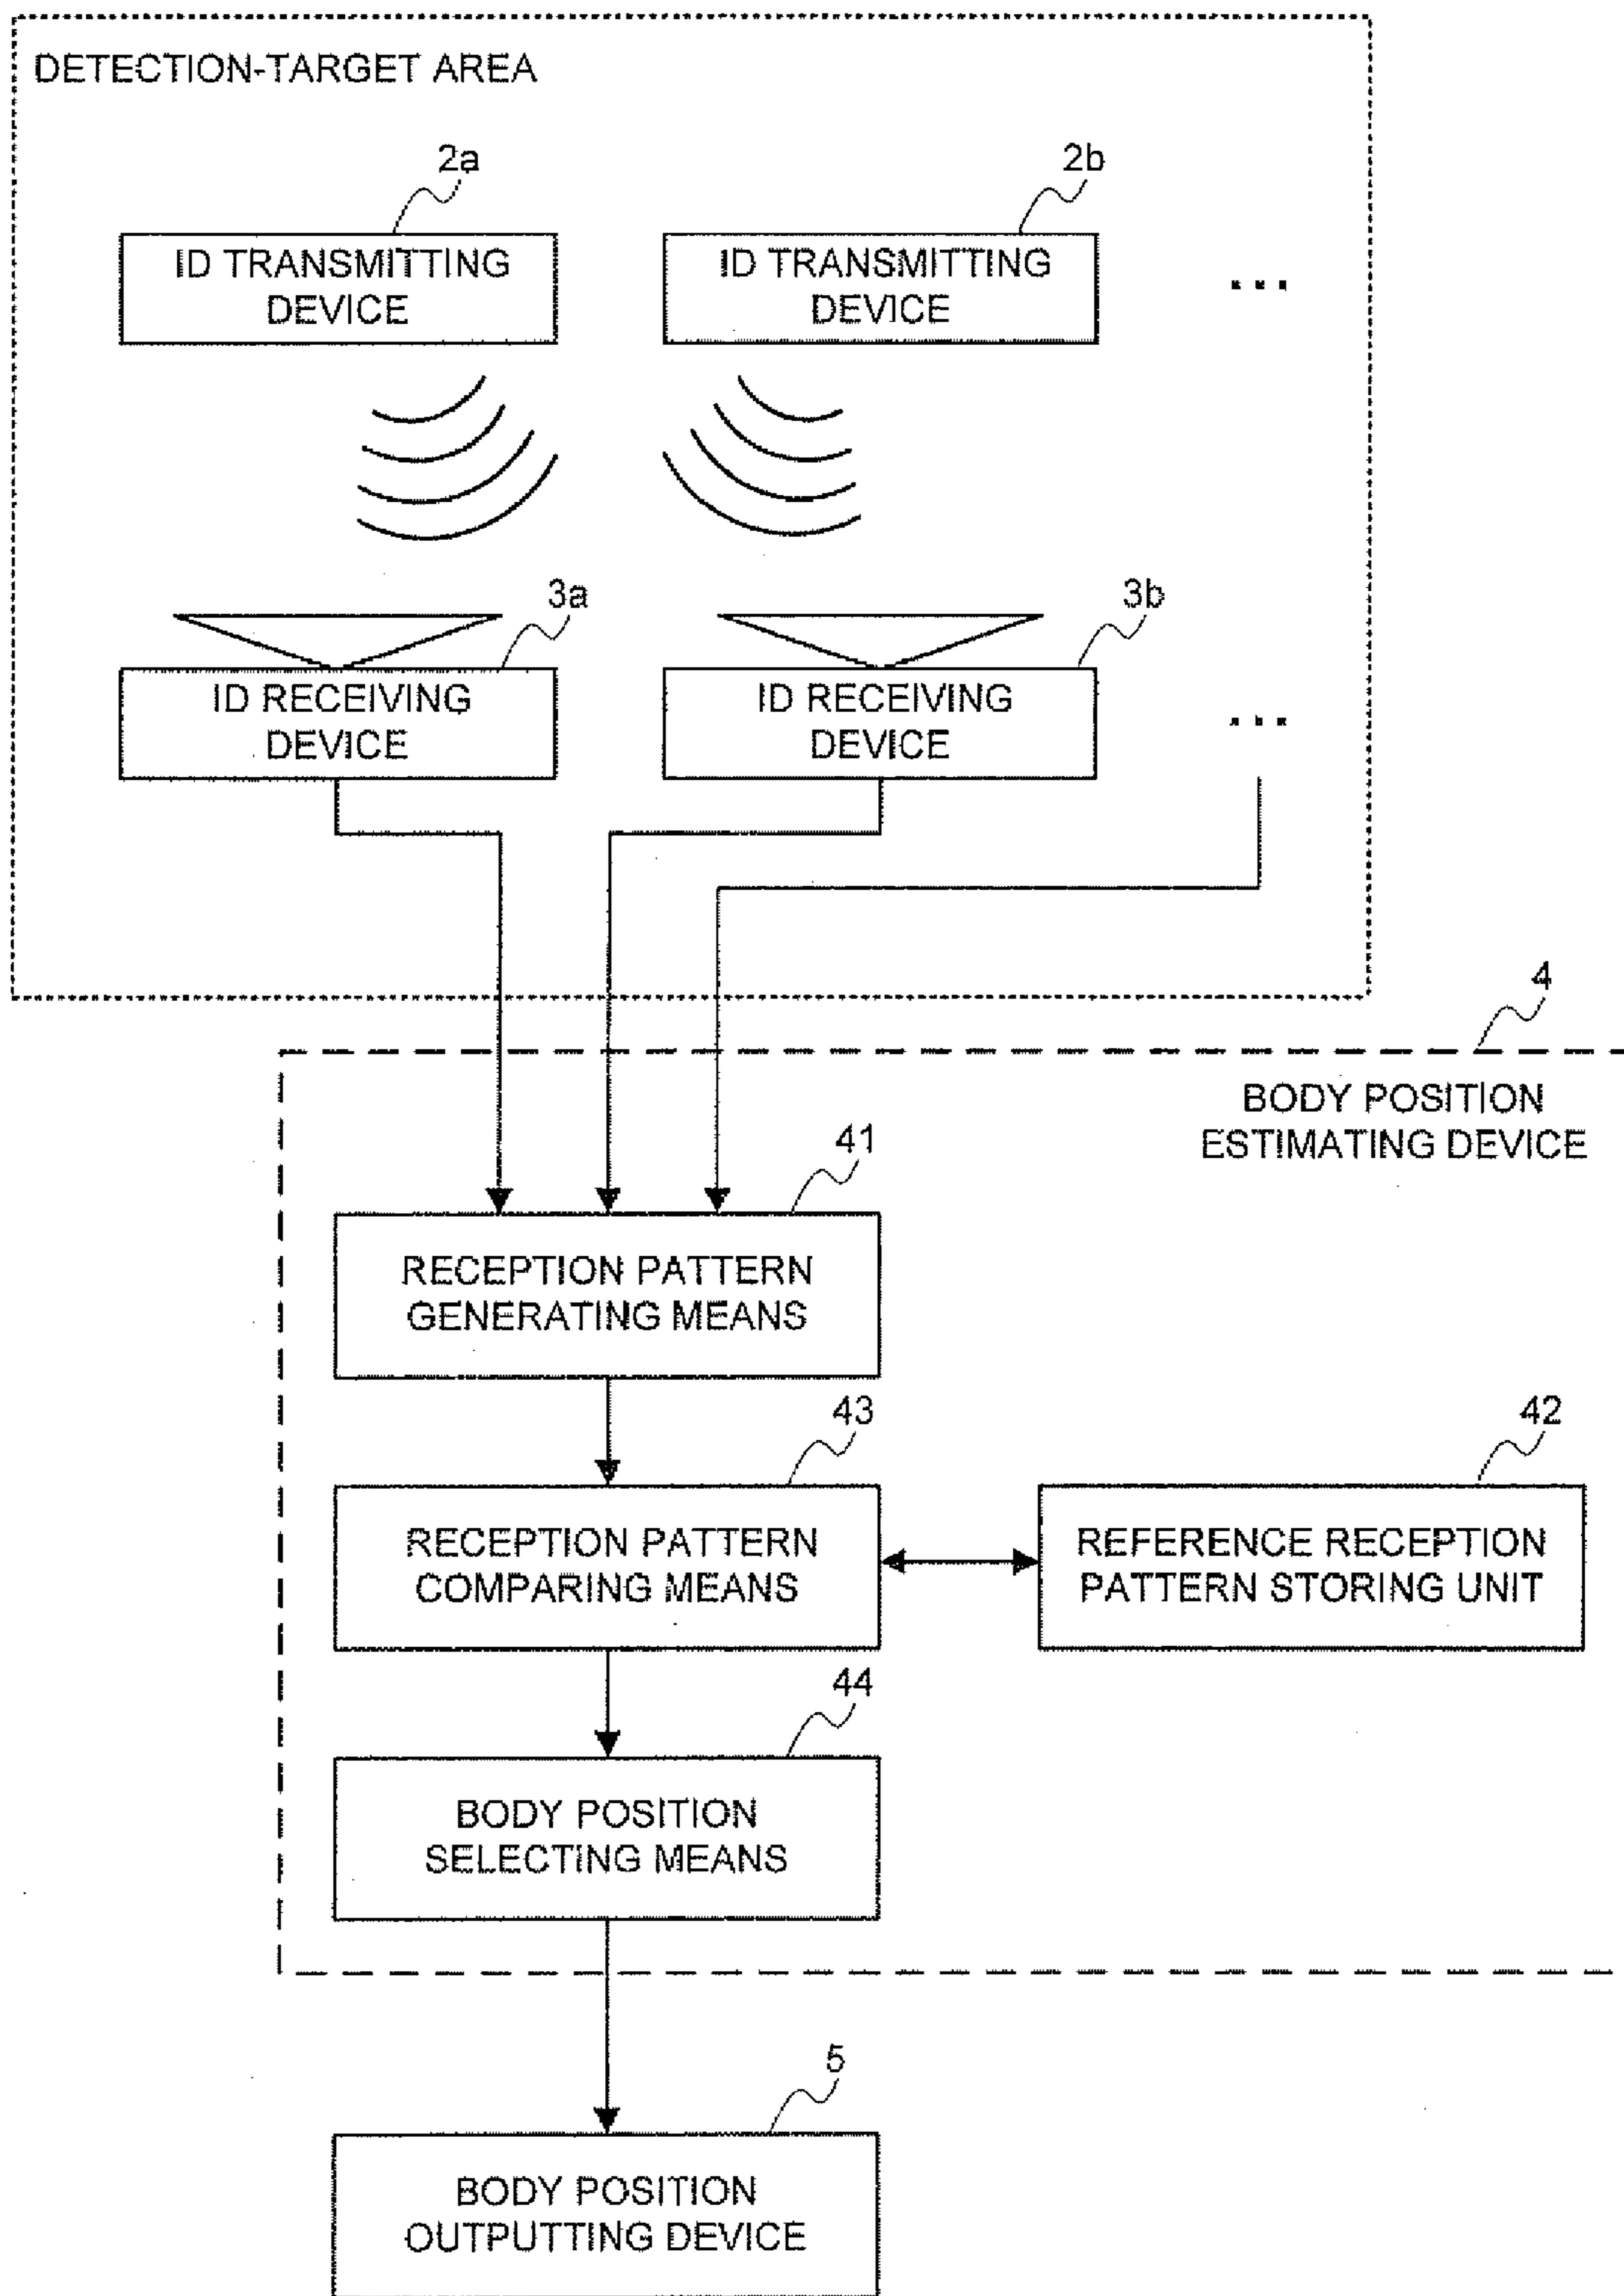 DETECTION-TARGET AREA
2a
2b
ID TRANSMITTING
DEVICE
ID TRANSMITTING
DEVICE
...
3a
3b
ID RECEIVING
DEVICE
ID RECEIVING
DEVICE
...
4
BODY POSITION
ESTIMATING DEVICE
41
RECEPTION PATTERN
GENERATING MEANS
43
42
RECEPTION PATTERN
COMPARING MEANS
REFERENCE RECEPTION
PATTERN STORING UNIT
44
BODY POSITION
SELECTING MEANS
5
BODY POSITION
OUTPUTTING DEVICE